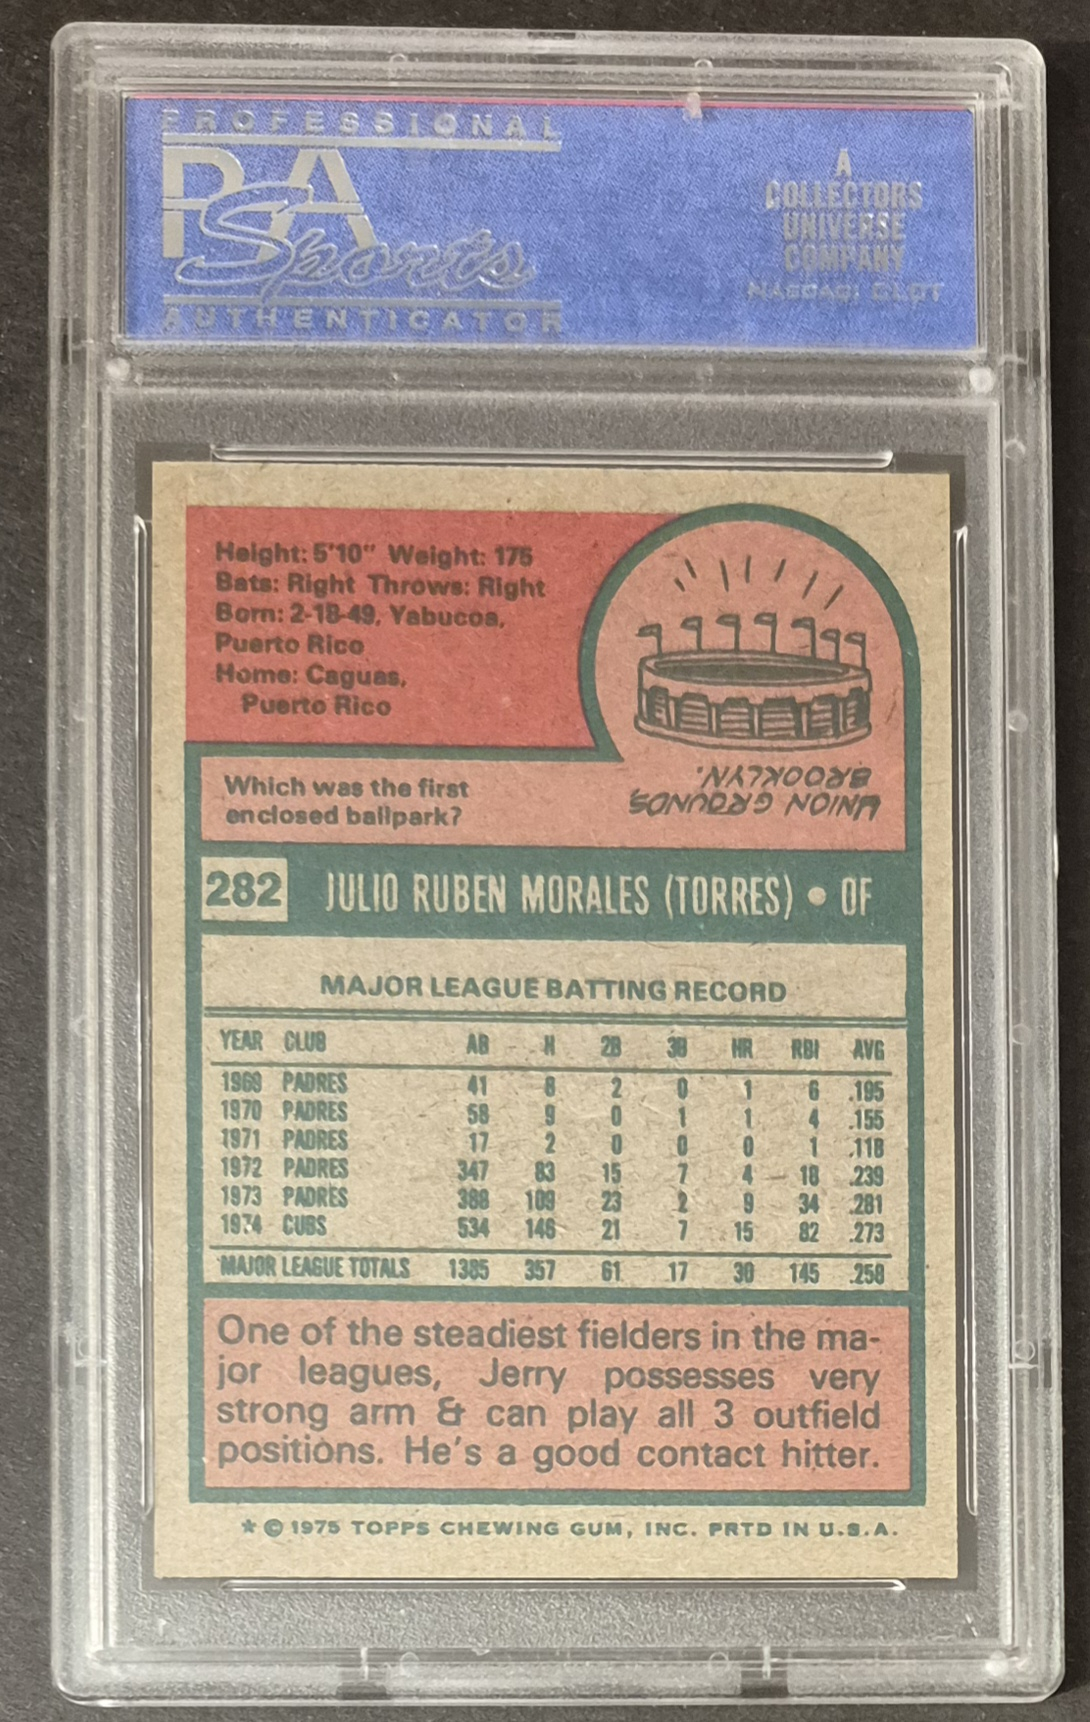 PROFESSIONAL
PSA
Sports
AUTHENTICATOR
A
COLLECTORS
UNIVERSE
COMPANY
NASDAQ: CLCT
Height: 5'10" Weight: 175
Bats: Right Throws: Right
Born: 2-18-49, Yabucoa,
Puerto Rico
Home: Caguas,
Puerto Rico
Which was the first
enclosed ballpark?
UNION GROUNDS,
BROOKLYN.
282 JULIO RUBEN MORALES (TORRES) • OF
MAJOR LEAGUE BATTING RECORD
YEAR CLUB AB H 2B 3B HR RBI AVG
1969 PADRES 41 8 2 0 1 6 .195
1970 PADRES 58 9 0 1 1 4 .155
1971 PADRES 17 2 0 0 0 1 .118
1972 PADRES 347 83 15 7 4 18 .239
1973 PADRES 388 109 23 2 9 34 .281
1974 CUBS 534 146 21 7 15 82 .273
MAJOR LEAGUE TOTALS 1385 357 61 17 30 145 .258
One of the steadiest fielders in the ma-
jor leagues, Jerry possesses very
strong arm & can play all 3 outfield
positions. He's a good contact hitter.
★ © 1975 TOPPS CHEWING GUM, INC. PRTD IN U.S.A.